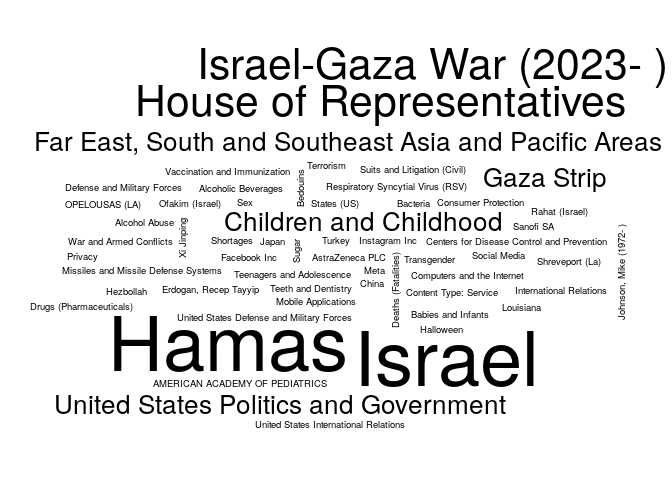 Israel-Gaza War (2023- )
House of Representatives
Far East, South and Southeast Asia and Pacific Areas
Terrorism
Vaccination and Immunization
Bedouins
Suits and Litigation (Civil)
Gaza Strip
Defense and Military Forces
Alcoholic Beverages
Respiratory Syncytial Virus (RSV)
OPELOUSAS (LA)
Ofakim (Israel)
Sex
States (US)
Bacteria
Consumer Protection
Rahat (Israel)
Alcohol Abuse
Xi Jinping
Children and Childhood
Sanofi SA
War and Armed Conflicts
Shortages
Japan
Sugar
Turkey
Instagram Inc
Centers for Disease Control and Prevention
Privacy
Facebook Inc
AstraZeneca PLC
Deaths (Fatalities)
Transgender
Social Media
Shreveport (La)
Johnson, Mike (1972- )
Missiles and Missile Defense Systems
Teenagers and Adolescence
Meta
Computers and the Internet
Hezbollah
Erdogan, Recep Tayyip
Teeth and Dentistry
China
Content Type: Service
International Relations
Drugs (Pharmaceuticals)
Mobile Applications
Louisiana
United States Defense and Military Forces
Babies and Infants
Halloween
Hamas
Israel
AMERICAN ACADEMY OF PEDIATRICS
United States Politics and Government
United States International Relations